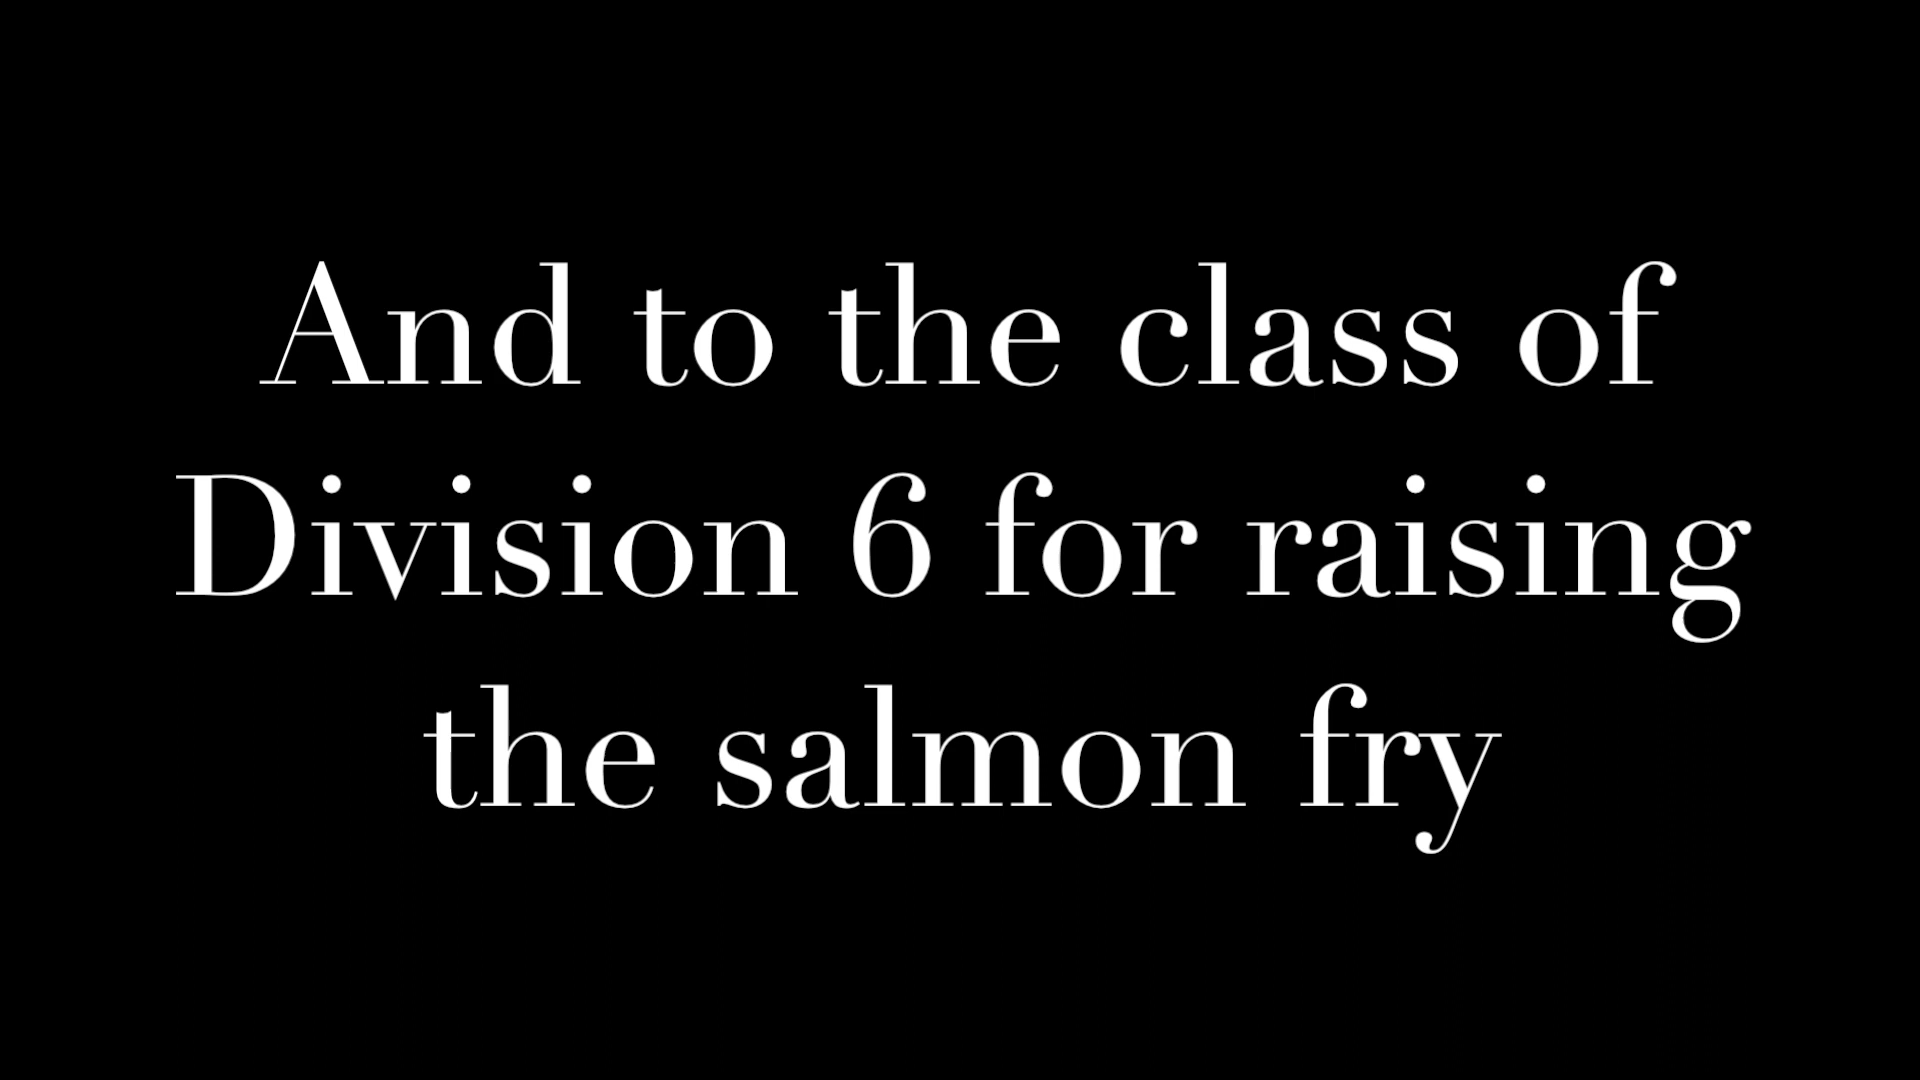 And to the class of
Division 6 for raising
the salmon fry